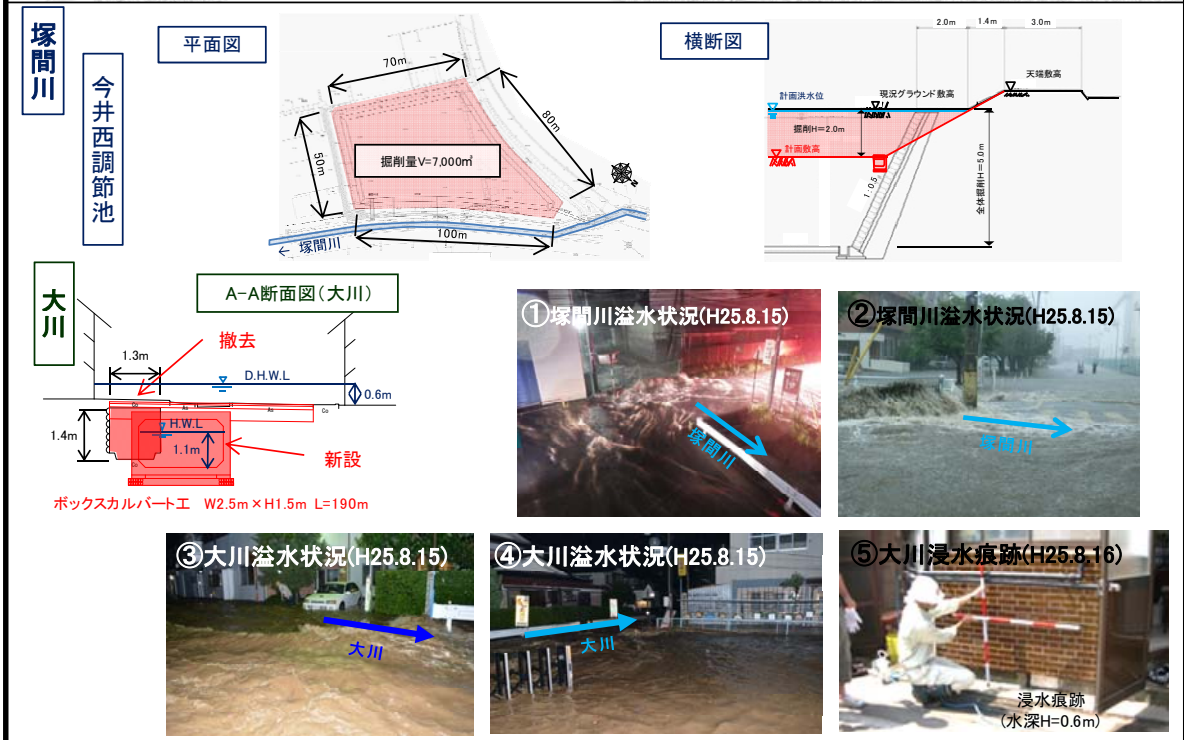 塚間川
今井西調節池
平面図
70m
80m
50m
掘削量V=7,000㎥
100m
塚間川
N
横断図
2.0m
1.4m
3.0m
天端敷高
計画洪水位
現況グラウンド敷高
掘削H=2.0m
計画敷高
1:0.5
全体掘削H=5.0m
大川
A-A断面図(大川)
撤去
1.3m
D.H.W.L
0.6m
Co
As
As
Co
1.4m
H.W.L
1.1m
Co
新設
ボックスカルバート工 W2.5m×H1.5m L=190m
①塚間川溢水状況(H25.8.15)
塚間川
②塚間川溢水状況(H25.8.15)
塚間川
③大川溢水状況(H25.8.15)
大川
④大川溢水状況(H25.8.15)
大川
⑤大川浸水痕跡(H25.8.16)
浸水痕跡
(水深H=0.6m)